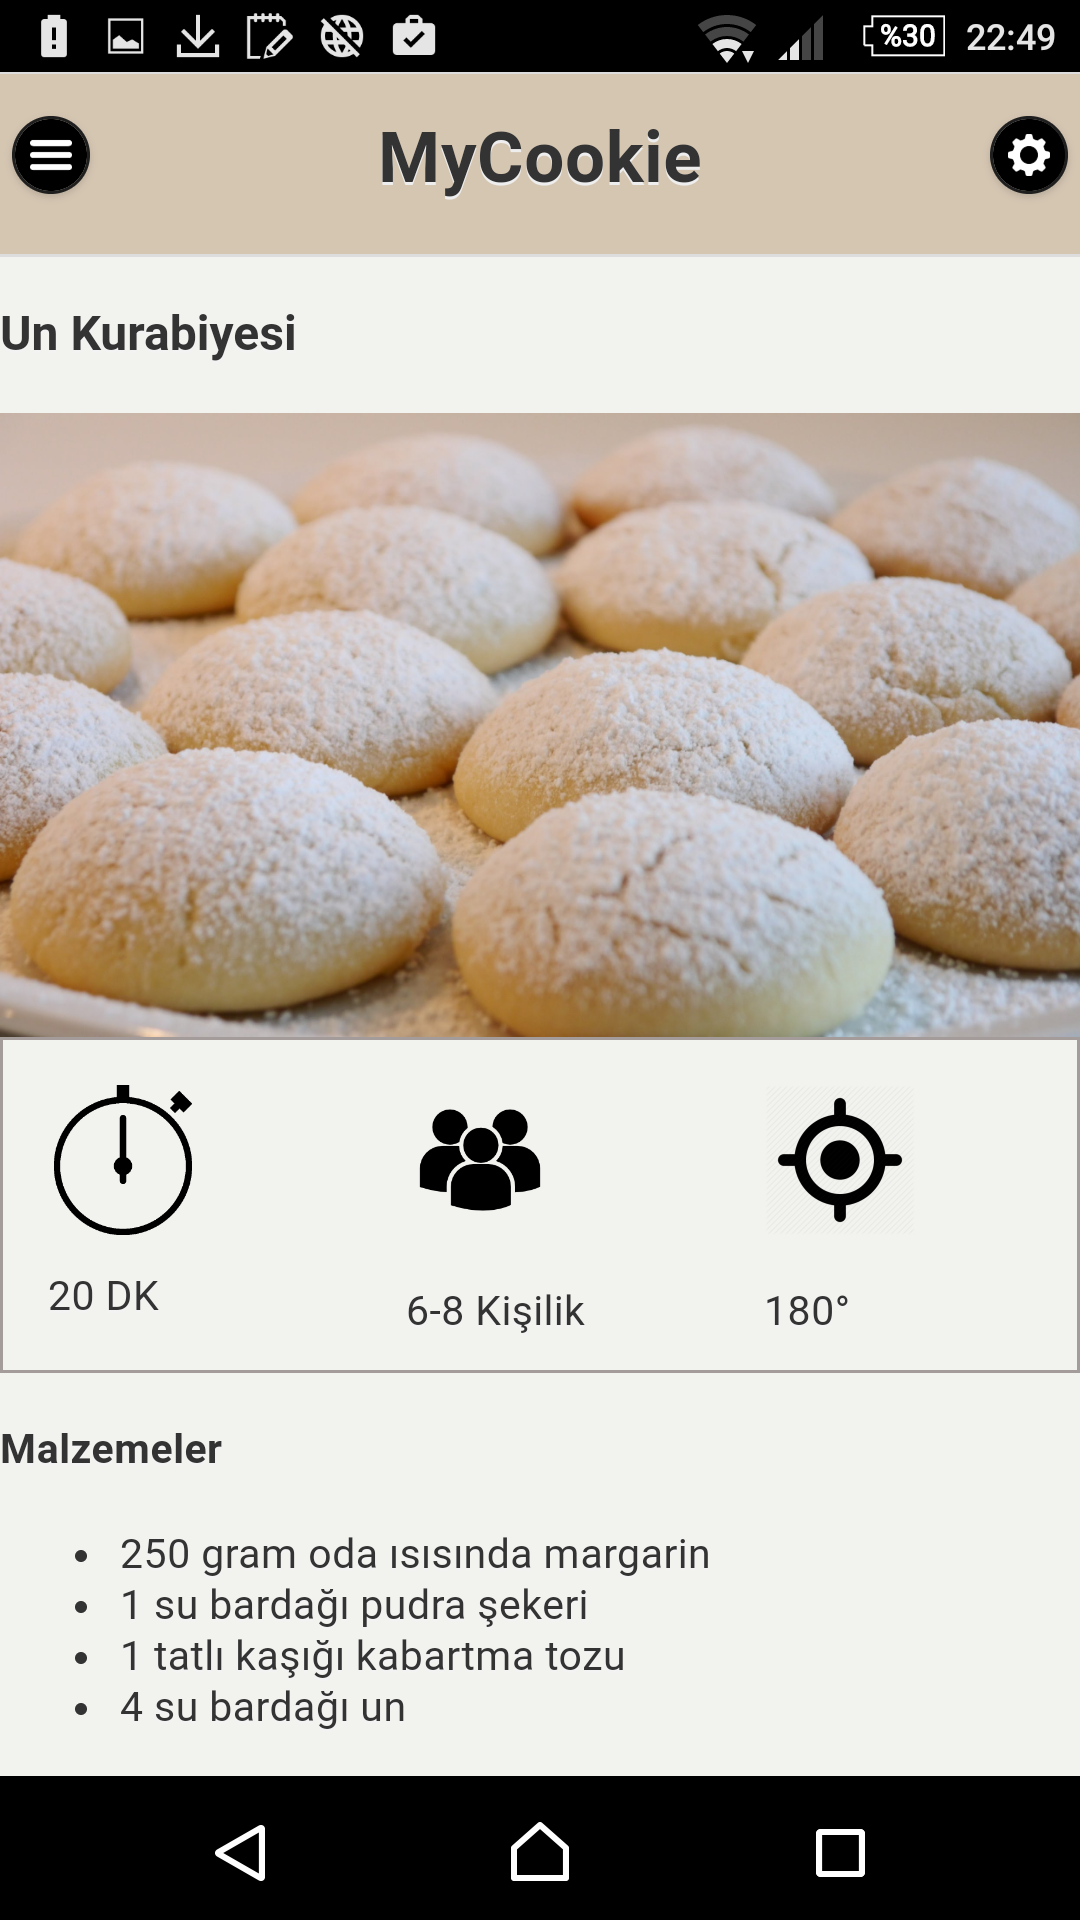 %30 22:49
MyCookie
Un Kurabiyesi
20 DK
6-8 Kişilik
180°
Malzemeler
250 gram oda ısısında margarin
1 su bardağı pudra şekeri
1 tatlı kaşığı kabartma tozu
4 su bardağı un